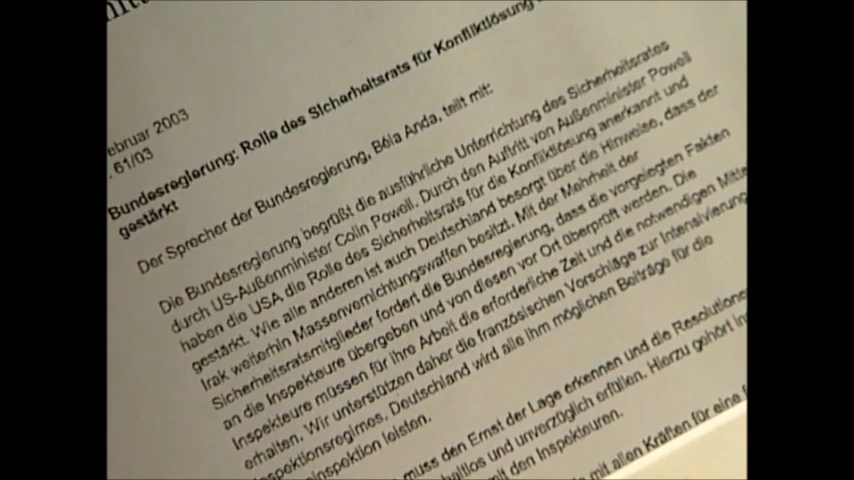 ebruar 2003
. 61/03
Bundesregierung: Rolle des Sicherheitsrats für Konfliktlösung
gestärkt
Der Sprecher der Bundesregierung, Béla Anda, teilt mit:
Die Bundesregierung begrüßt die ausführliche Unterrichtung des Sicherheitsrates
durch US-Außenminister Colin Powell. Durch den Auftritt von Außenminister Powell
haben die USA die Rolle des Sicherheitsrats für die Konfliktlösung anerkannt und
gestärkt. Wie alle anderen ist auch Deutschland besorgt über die Hinweise, dass der
Irak weiterhin Massenvernichtungswaffen besitzt. Mit der Mehrheit der
Sicherheitsratsmitglieder fordert die Bundesregierung, dass die vorgelegten Fakten
an die Inspekteure übergeben und von diesen vor Ort überprüft werden. Die
Inspekteure müssen für ihre Arbeit die erforderliche Zeit und die notwendigen Mitte
erhalten. Wir unterstützen daher die französischen Vorschläge zur Intensivierung
spektionsregimes. Deutschland wird alle ihm möglichen Beiträge für die
inspektion leisten.
muss den Ernst der Lage erkennen und die Resolutione
haltlos und unverzüglich erfüllen. Hierzu gehört in
mit den Inspekteuren.
mit allen Kräften für eine